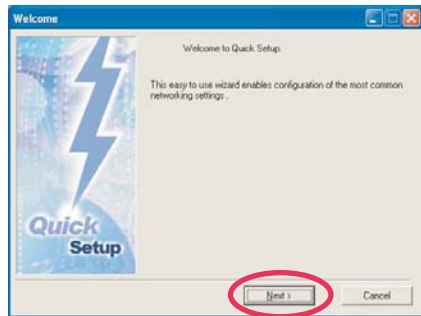 Welcome
Welcome to Quick Setup.
This easy to use wizard enables configuration of the most common
networking settings .
Quick
Setup
Next >
Cancel